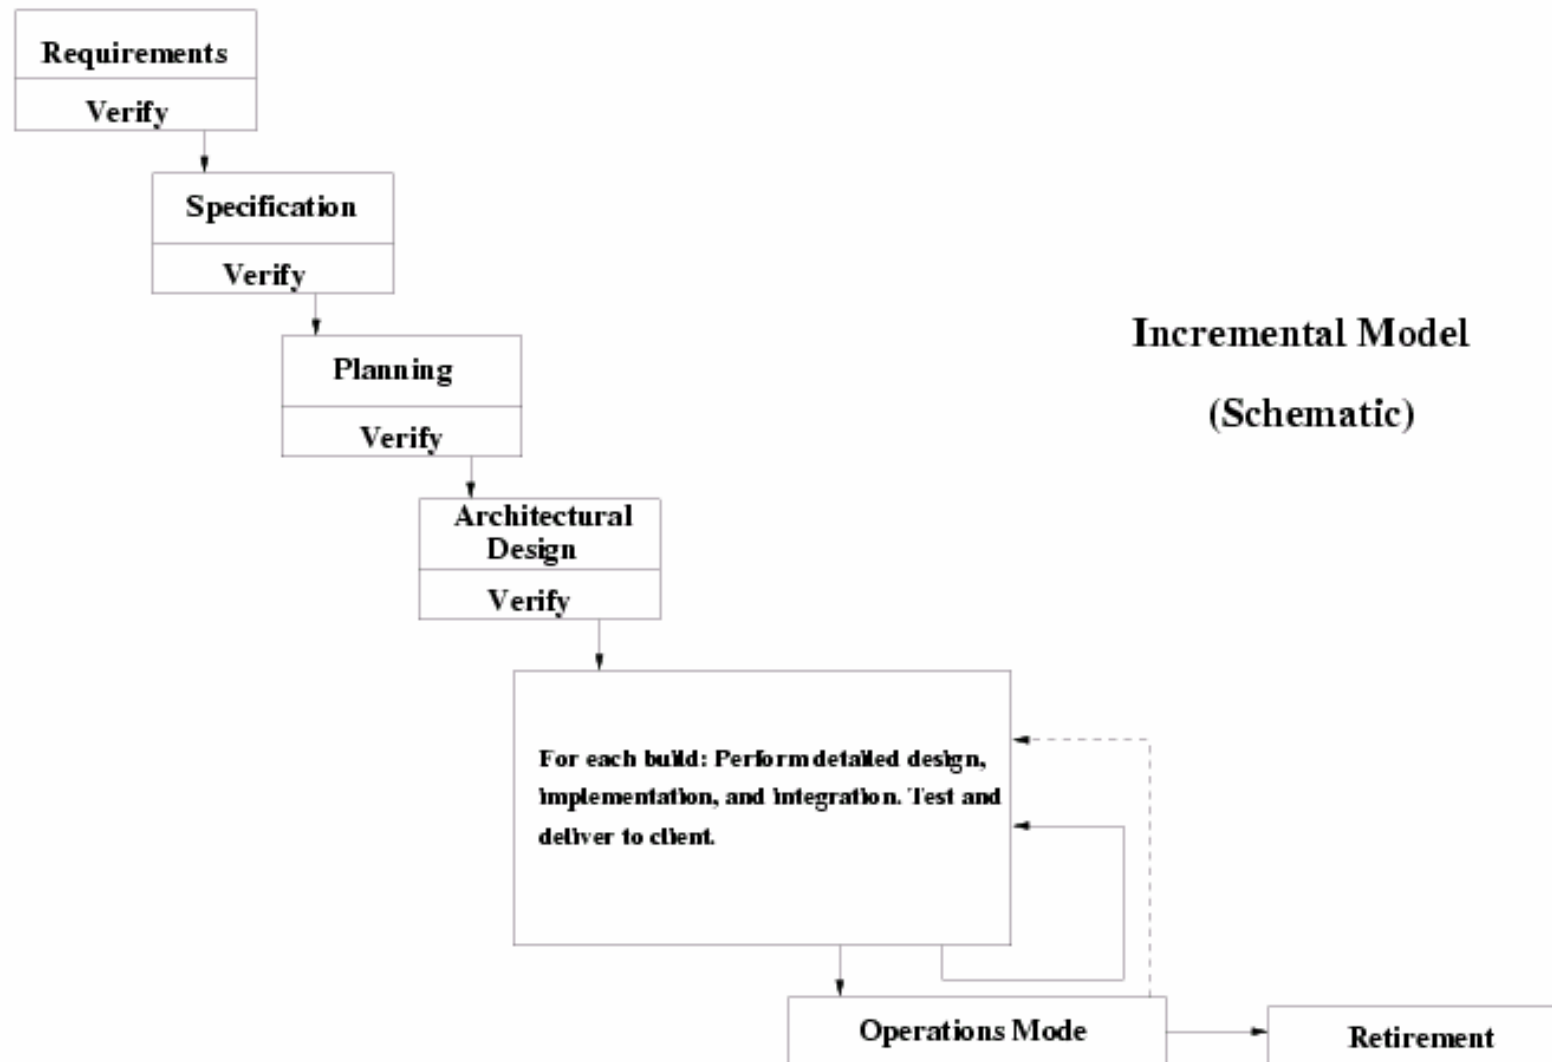 Requirements
Verify
Specification
Verify
Planning
Verify
Incremental Model
(Schematic)
Architectural
Design
Verify
For each build: Perform detailed design,
implementation, and integration. Test and
deliver to client.
Operations Mode
Retirement